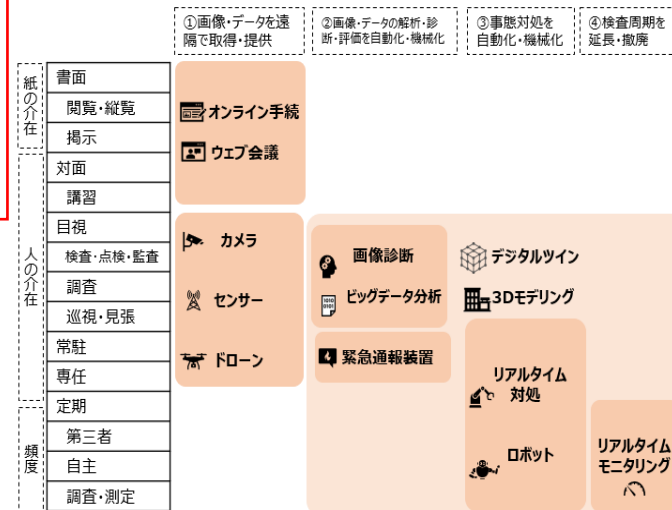 ①画像・データを遠
隔で取得・提供
②画像・データの解析・診
断・評価を自動化・機械化
③事態対処を
自動化・機械化
④検査周期を
延長・撤廃
紙の介在
書面
閲覧・縦覧
掲示
人の介在
対面
講習
目視
検査・点検・監査
調査
巡視・見張
常駐
専任
頻度
定期
第三者
自主
調査・測定
オンライン手続
ウェブ会議
カメラ
センサー
ドローン
画像診断
ビッグデータ分析
緊急通報装置
デジタルツイン
3Dモデリング
リアルタイム
対処
ロボット
リアルタイム
モニタリング